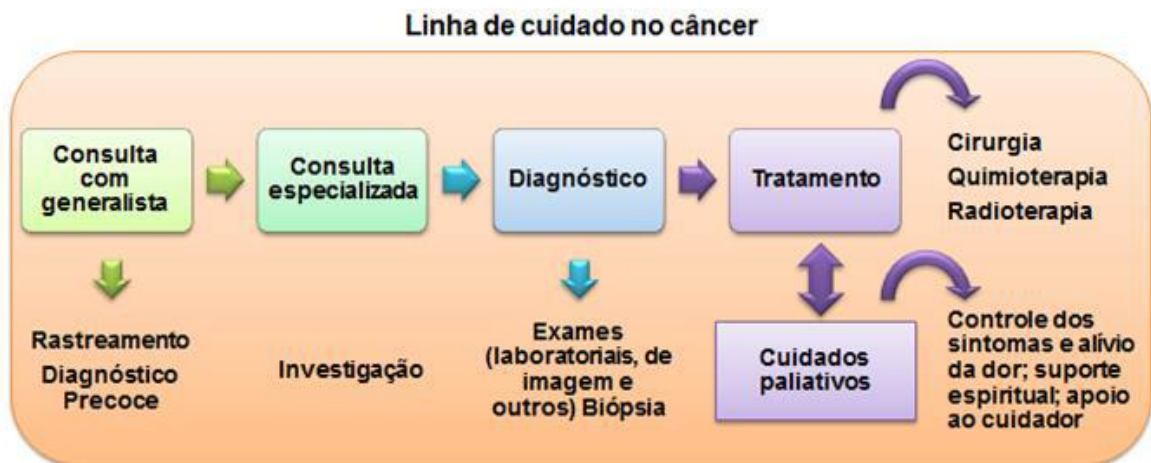 Linha de cuidado no câncer
Consulta
com
generalista
Consulta
especializada
Diagnóstico
Tratamento
Cirurgia
Quimioterapia
Radioterapia
Rastreamento
Diagnóstico
Precoce
Investigação
Exames
(laboratoriais, de
imagem e
outros) Biópsia
Cuidados
paliativos
Controle dos
sintomas e alívio
da dor; suporte
espiritual; apoio
ao cuidador